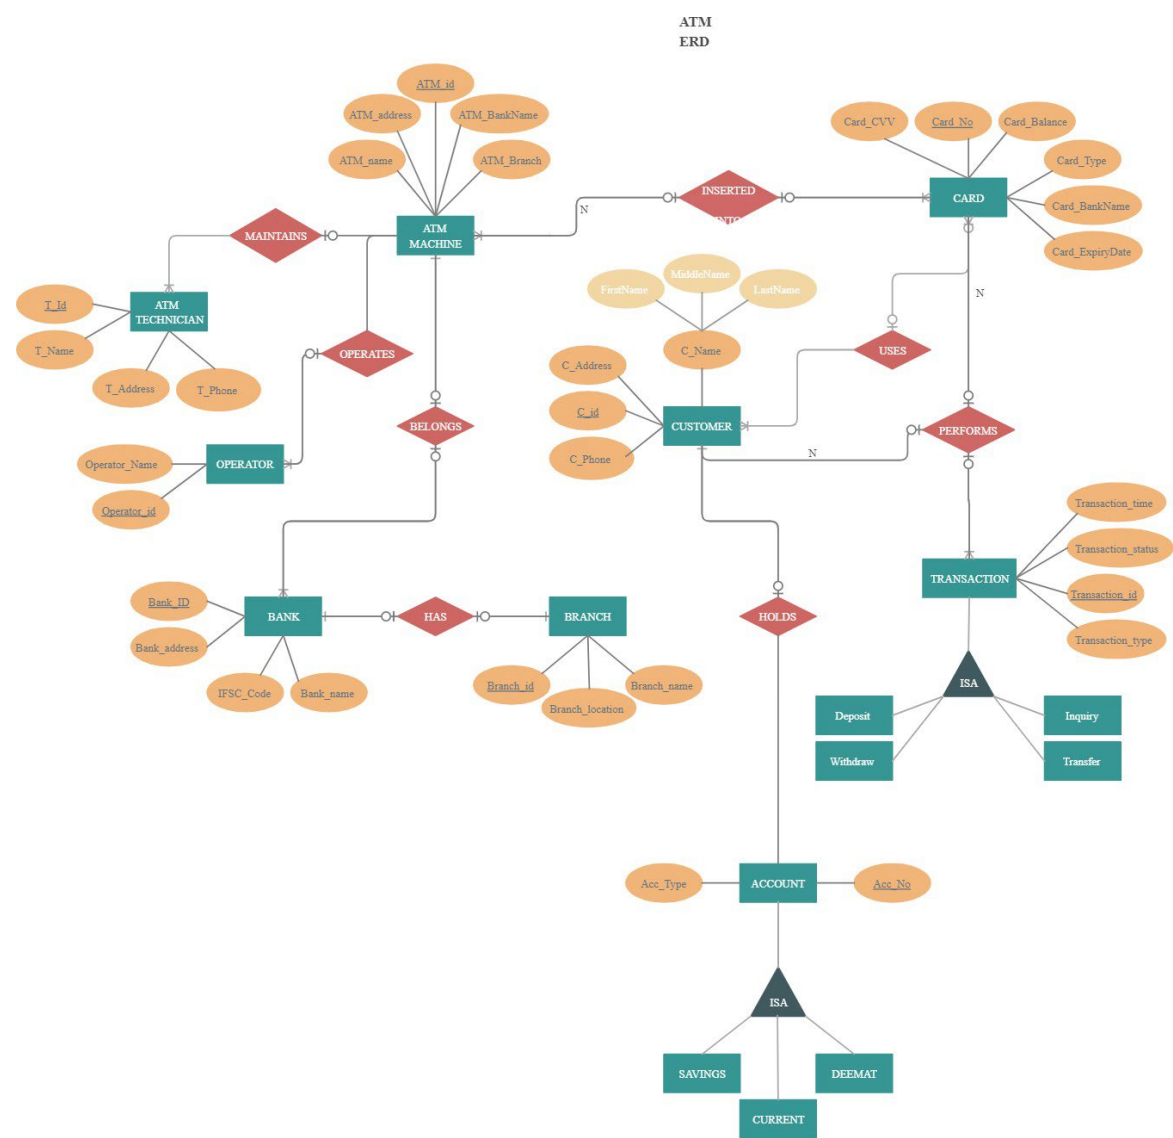 ATM
ERD
ATM_id
ATM_address
ATM_BankName
ATM_name
ATM_Branch
ATM
MACHINE
Card_CVV
Card_No
Card_Balance
Card_Type
Card_BankName
Card_ExpiryDate
CARD
INSERTED
INTO
N
MAINTAINS
ATM
TECHNICIAN
T_Id
T_Name
T_Address
T_Phone
OPERATES
OPERATOR
Operator_Name
Operator_id
BELONGS
FirstName
MiddleName
LastName
C_Name
C_Address
C_id
C_Phone
CUSTOMER
USES
N
PERFORMS
N
BANK
Bank_ID
Bank_address
IFSC_Code
Bank_name
HAS
BRANCH
Branch_id
Branch_location
Branch_name
HOLDS
TRANSACTION
Transaction_time
Transaction_status
Transaction_id
Transaction_type
ISA
Deposit
Withdraw
Inquiry
Transfer
Acc_Type
ACCOUNT
Acc_No
ISA
SAVINGS
CURRENT
DEEMAT